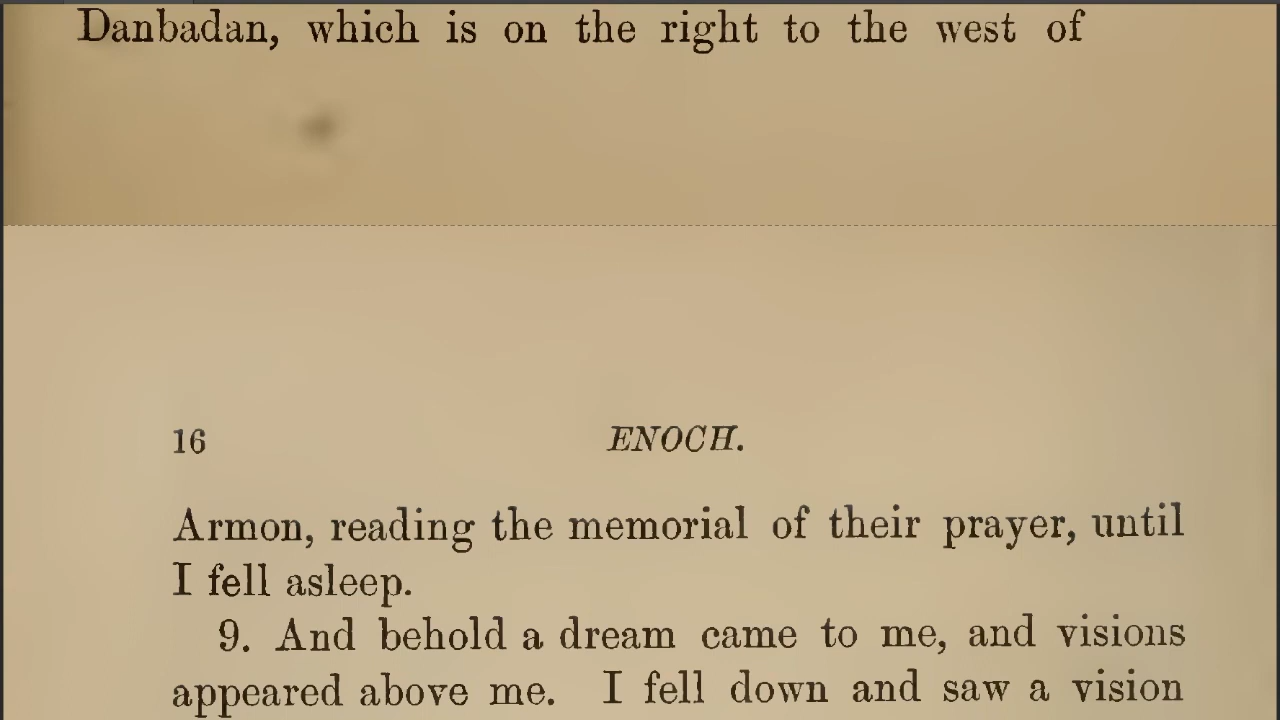 Danbadan, which is on the right to the west of
16 ENOCH.
Armon, reading the memorial of their prayer, until
I fell asleep.
9. And behold a dream came to me, and visions
appeared above me. I fell down and saw a vision